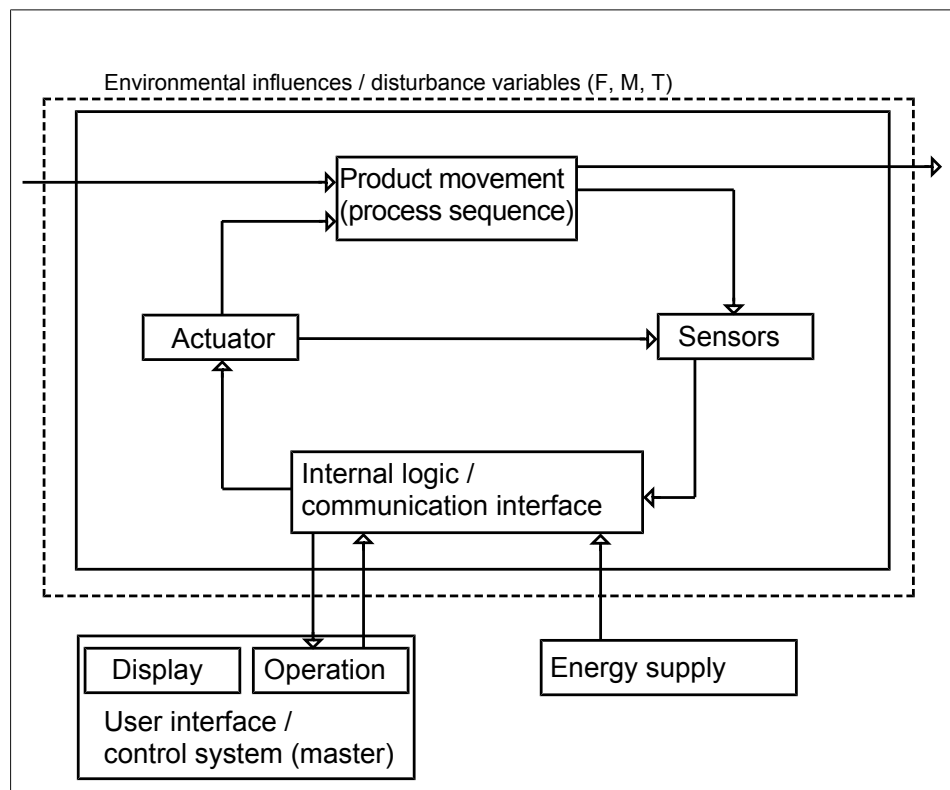 Environmental influences / disturbance variables (F, M, T)
Product movement
(process sequence)
Actuator
Sensors
Internal logic /
communication interface
Display
Operation
Energy supply
User interface /
control system (master)